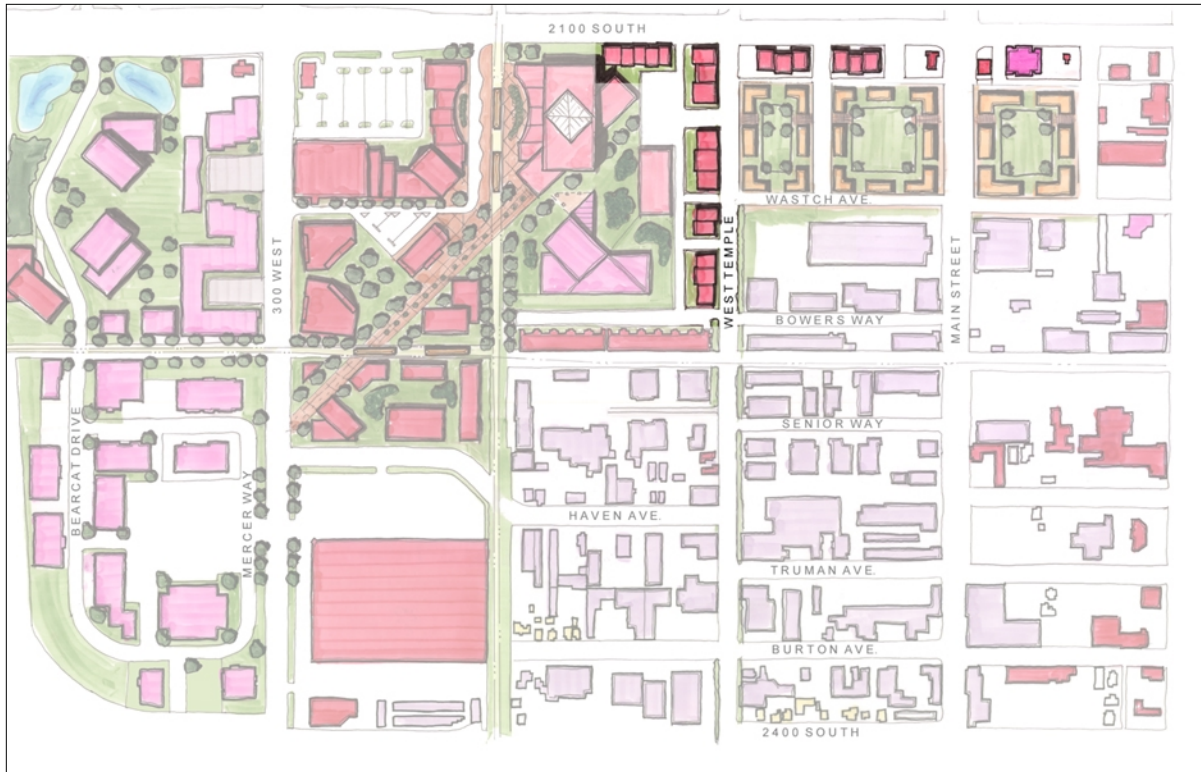 2100 SOUTH
WASTCH AVE.
300 WEST
WEST TEMPLE
MAIN STREET
BOWERS WAY
BEARCAT DRIVE
MERCER WAY
SENIOR WAY
HAVEN AVE.
TRUMAN AVE.
BURTON AVE.
2400 SOUTH